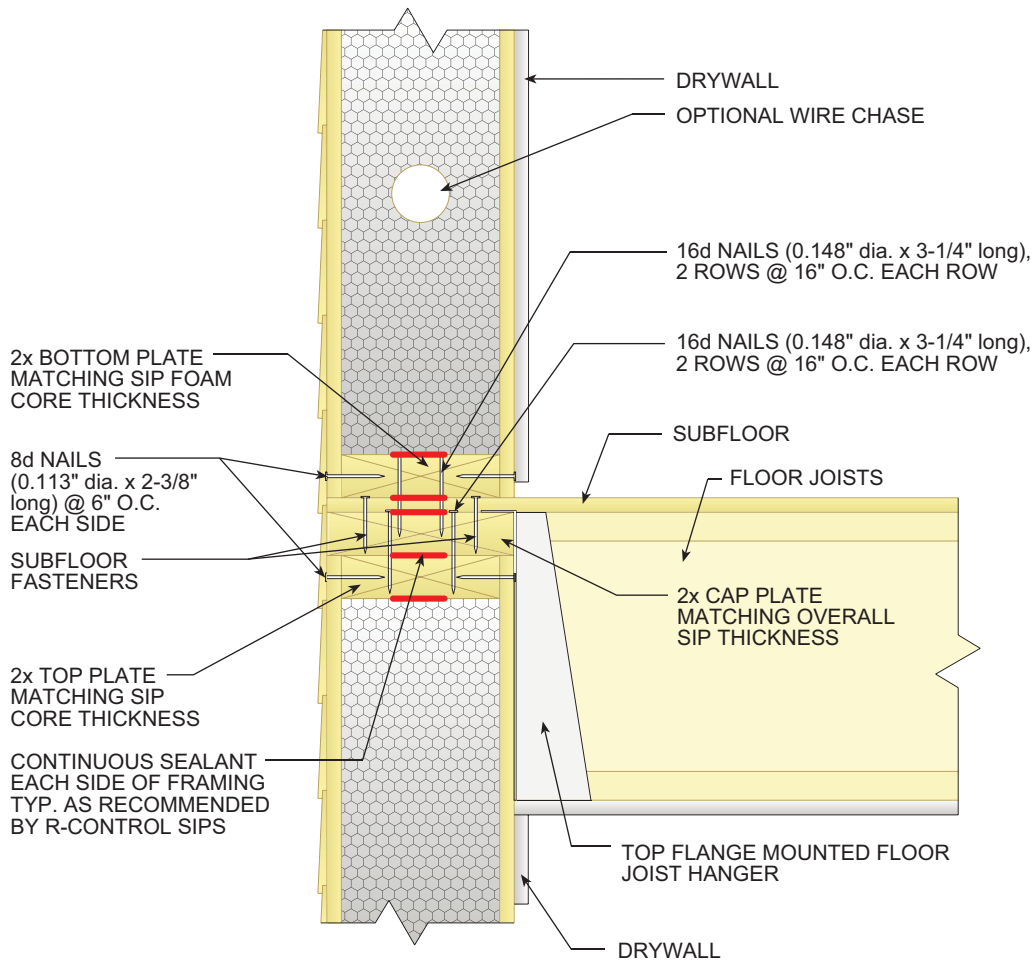 DRYWALL
OPTIONAL WIRE CHASE
16d NAILS (0.148" dia. x 3-1/4" long),
2 ROWS @ 16" O.C. EACH ROW
16d NAILS (0.148" dia. x 3-1/4" long),
2 ROWS @ 16" O.C. EACH ROW
2x BOTTOM PLATE
MATCHING SIP FOAM
CORE THICKNESS
SUBFLOOR
8d NAILS
(0.113" dia. x 2-3/8"
long) @ 6" O.C.
EACH SIDE
FLOOR JOISTS
SUBFLOOR
FASTENERS
2x CAP PLATE
MATCHING OVERALL
SIP THICKNESS
2x TOP PLATE
MATCHING SIP
CORE THICKNESS
CONTINUOUS SEALANT
EACH SIDE OF FRAMING
TYP. AS RECOMMENDED
BY R-CONTROL SIPS
TOP FLANGE MOUNTED FLOOR
JOIST HANGER
DRYWALL